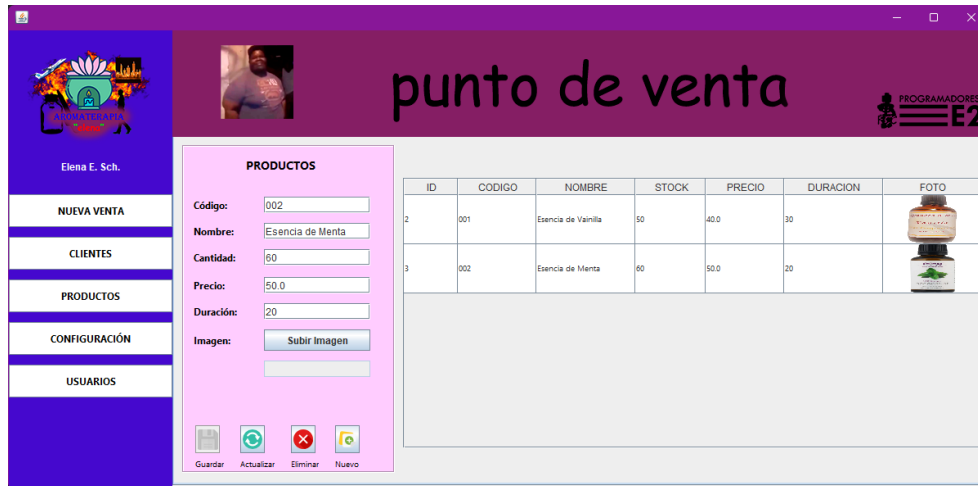 punto de venta
PROGRAMADORES
E2
AROMATERAPIA
Elena E. Sch.
NUEVA VENTA
CLIENTES
PRODUCTOS
CONFIGURACIÓN
USUARIOS
PRODUCTOS
Código: 002
Nombre: Esencia de Menta
Cantidad: 60
Precio: 50.0
Duración: 20
Imagen: Subir Imagen
Guardar Actualizar Eliminar Nuevo
ID CODIGO NOMBRE STOCK PRECIO DURACION FOTO
2 001 Esencia de Vainilla 50 40.0 30
3 002 Esencia de Menta 60 50.0 20